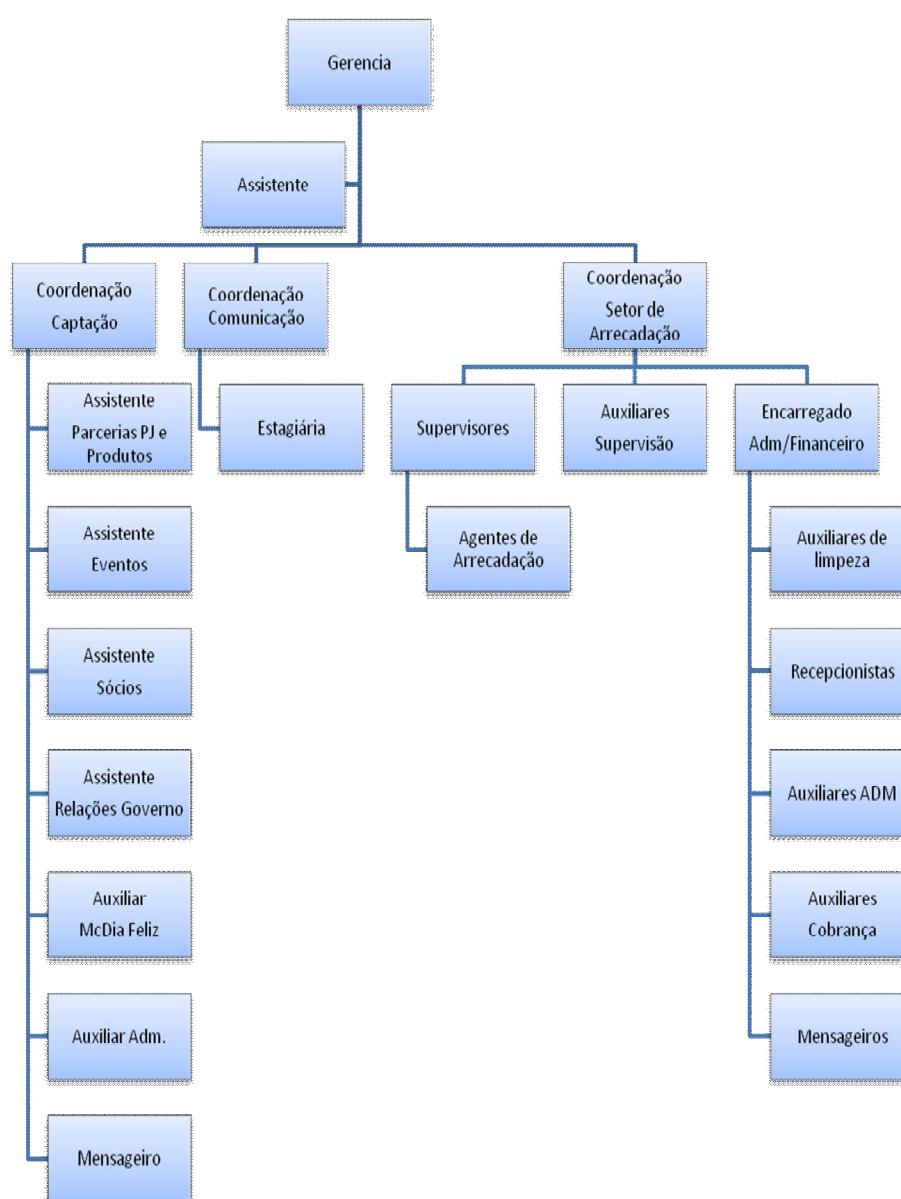 Gerencia
Assistente
Coordenação
Captação
Coordenação
Comunicação
Coordenação
Setor de
Arrecadação
Assistente
Parcerias PJ e
Produtos
Estagiária
Supervisores
Auxiliares
Supervisão
Encarregado
Adm/Financeiro
Assistente
Eventos
Agentes de
Arrecadação
Auxiliares de
limpeza
Assistente
Sócios
Recepcionistas
Assistente
Relações Governo
Auxiliares ADM
Auxiliar
McDia Feliz
Auxiliares
Cobrança
Auxiliar Adm.
Mensageiros
Mensageiro